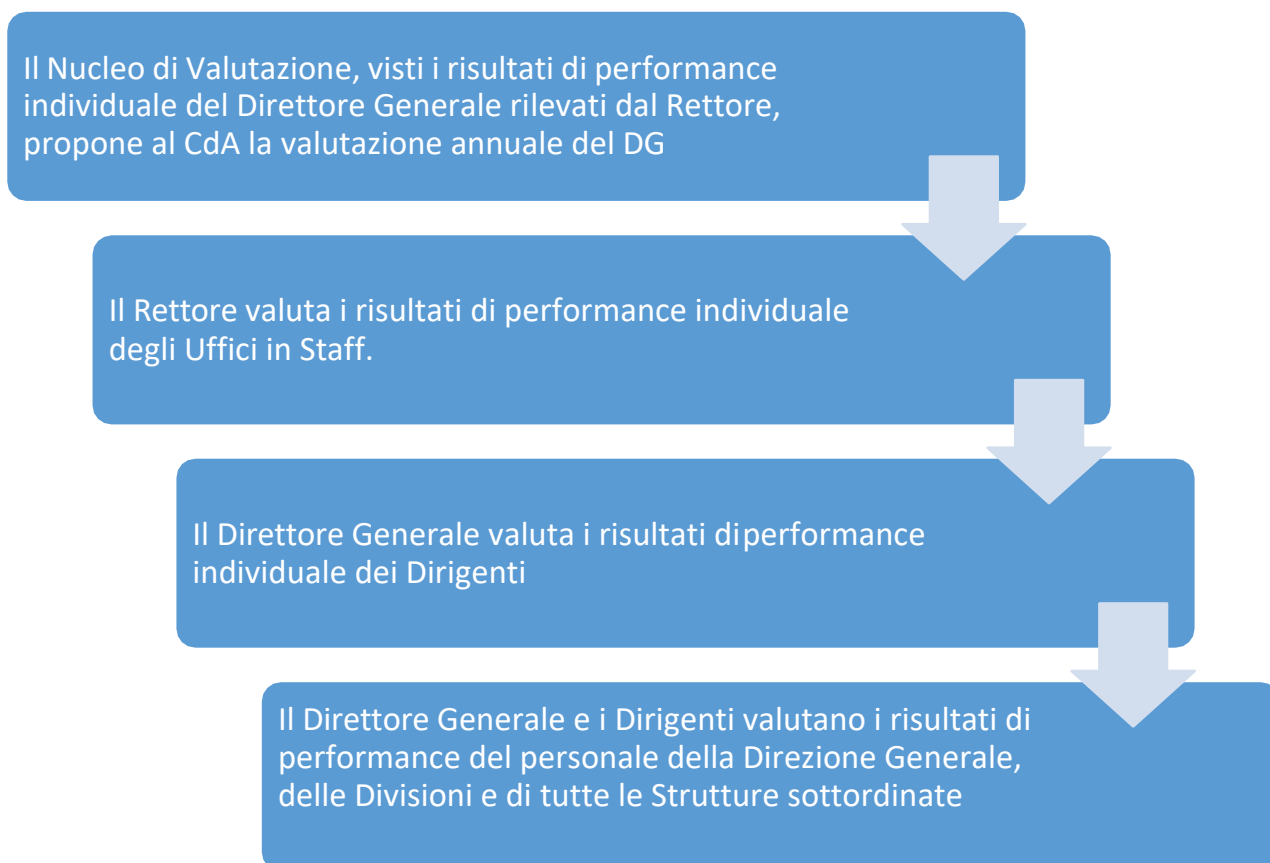 Il Nucleo di Valutazione, visti i risultati di performance
individuale del Direttore Generale rilevati dal Rettore,
propone al CdA la valutazione annuale del DG
Il Rettore valuta i risultati di performance individuale
degli Uffici in Staff.
Il Direttore Generale valuta i risultati diperformance
individuale dei Dirigenti
Il Direttore Generale e i Dirigenti valutano i risultati di
performance del personale della Direzione Generale,
delle Divisioni e di tutte le Strutture sottordinate